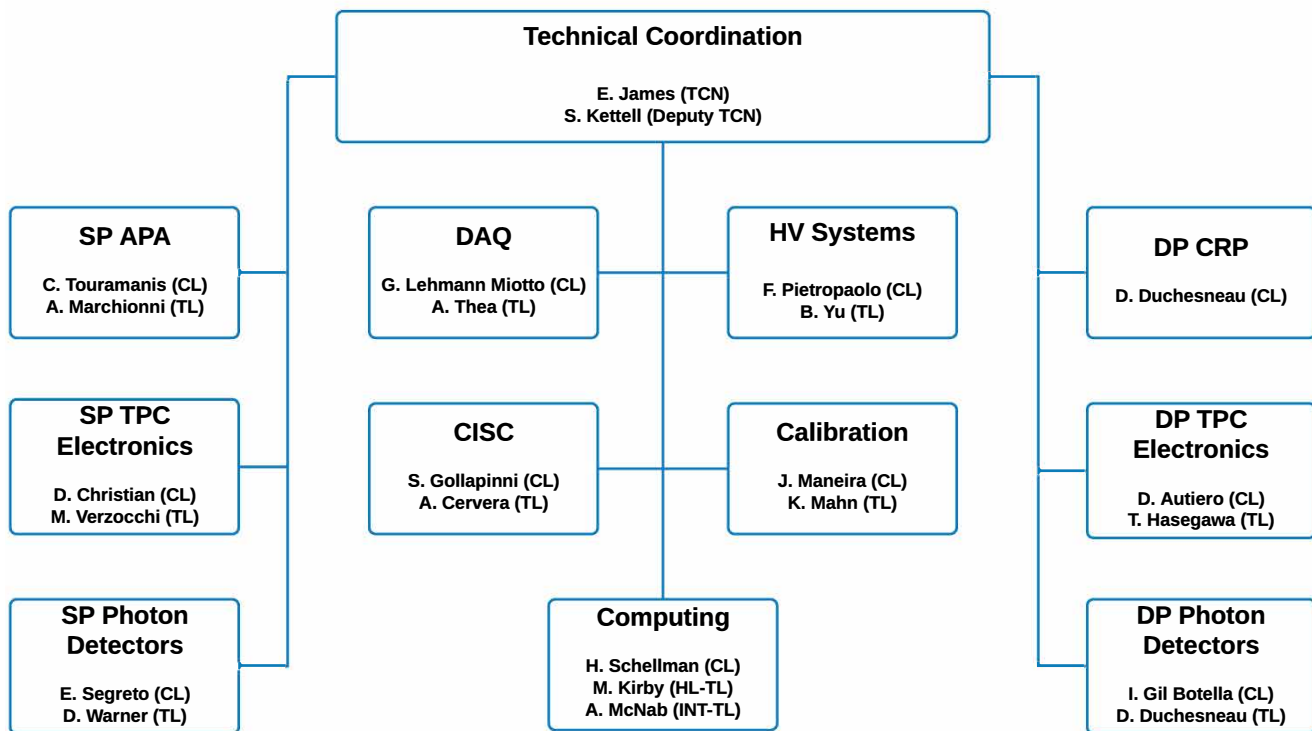 Technical Coordination
E. James (TCN)
S. Kettell (Deputy TCN)
SP APA
C. Touramanis (CL)
A. Marchionni (TL)
DAQ
G. Lehmann Miotto (CL)
A. Thea (TL)
HV Systems
F. Pietropaolo (CL)
B. Yu (TL)
DP CRP
D. Duchesneau (CL)
SP TPC
Electronics
D. Christian (CL)
M. Verzocchi (TL)
CISC
S. Gollapinni (CL)
A. Cervera (TL)
Calibration
J. Maneira (CL)
K. Mahn (TL)
DP TPC
Electronics
D. Autiero (CL)
T. Hasegawa (TL)
SP Photon
Detectors
E. Segreto (CL)
D. Warner (TL)
Computing
H. Schellman (CL)
M. Kirby (HL-TL)
A. McNab (INT-TL)
DP Photon
Detectors
I. Gil Botella (CL)
D. Duchesneau (TL)